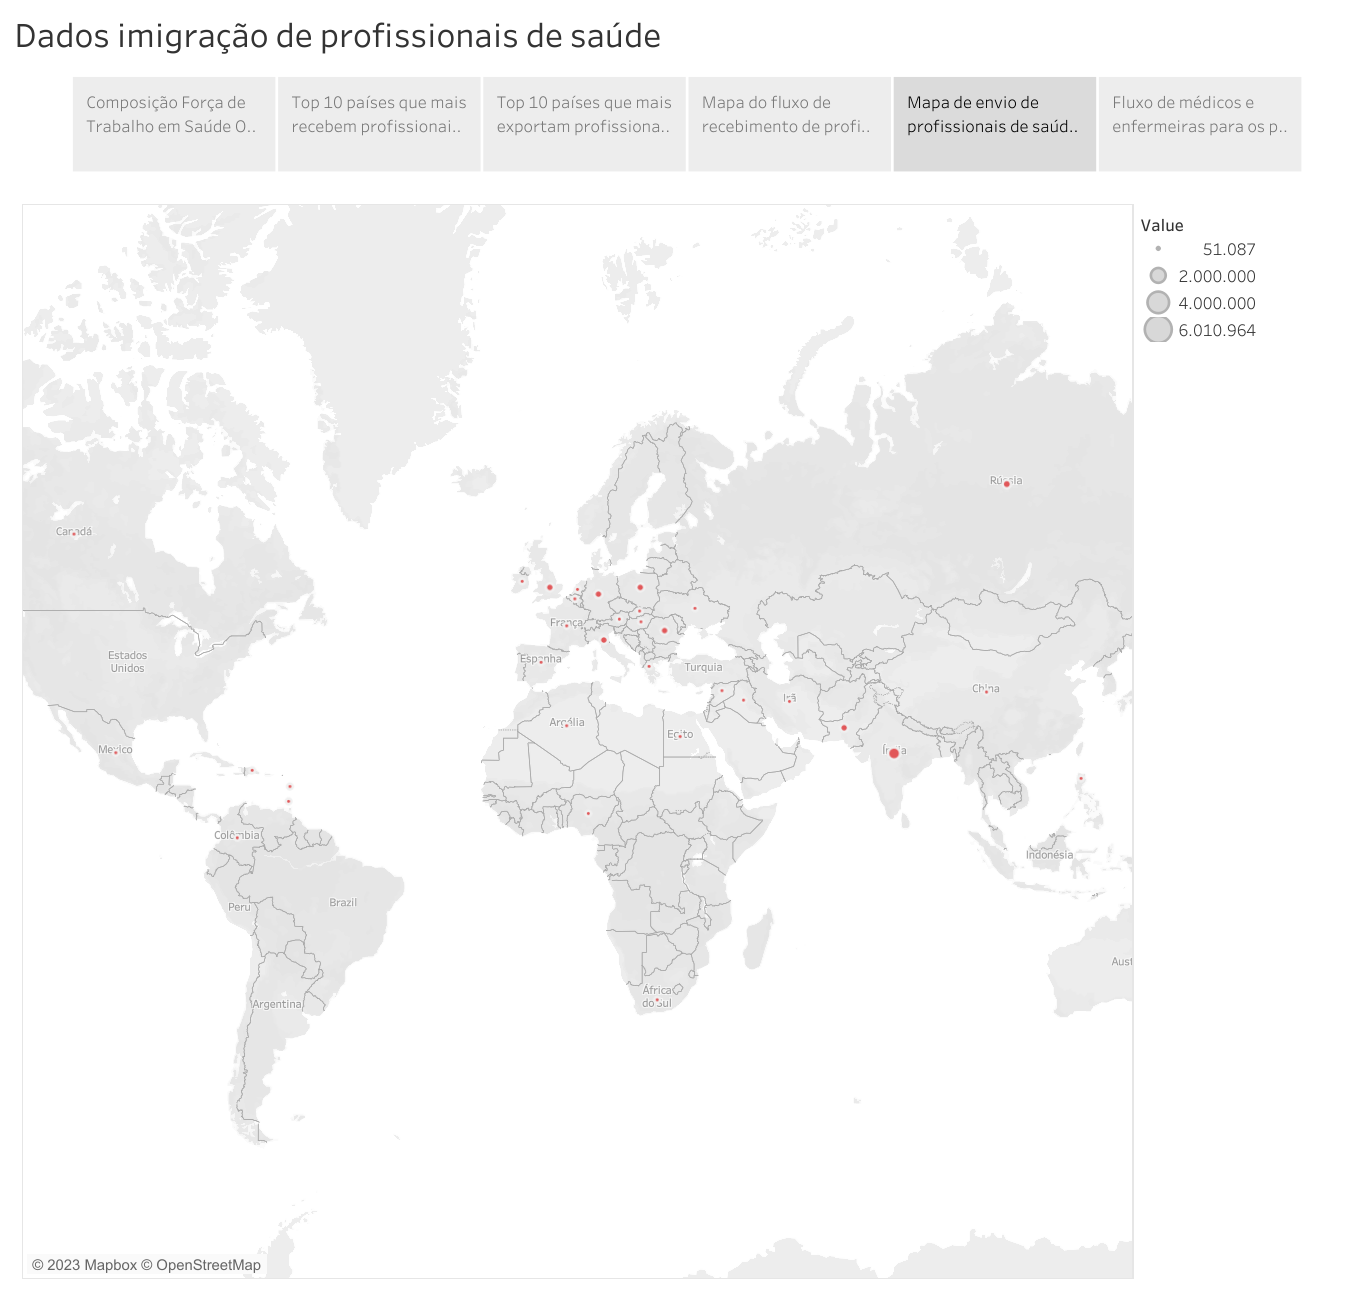 Dados imigração de profissionais de saúde
Composição Força de
Trabalho em Saúde O..
Top 10 países que mais
recebem profissionai..
Top 10 países que mais
exportam profissiona..
Mapa do fluxo de
recebimento de profi..
Mapa de envio de
profissionais de saúd..
Fluxo de médicos e
enfermeiras para os p..
Value
51.087
2.000.000
4.000.000
6.010.964
Rússia
Canadá
França
Estados
Unidos
Espanha
Turquia
Irã
China
Argélia
Egito
Mexico
Índia
Colômbia
Indonésia
Peru
Brazil
Aust
África
do Sul
Argentina
© 2023 Mapbox © OpenStreetMap